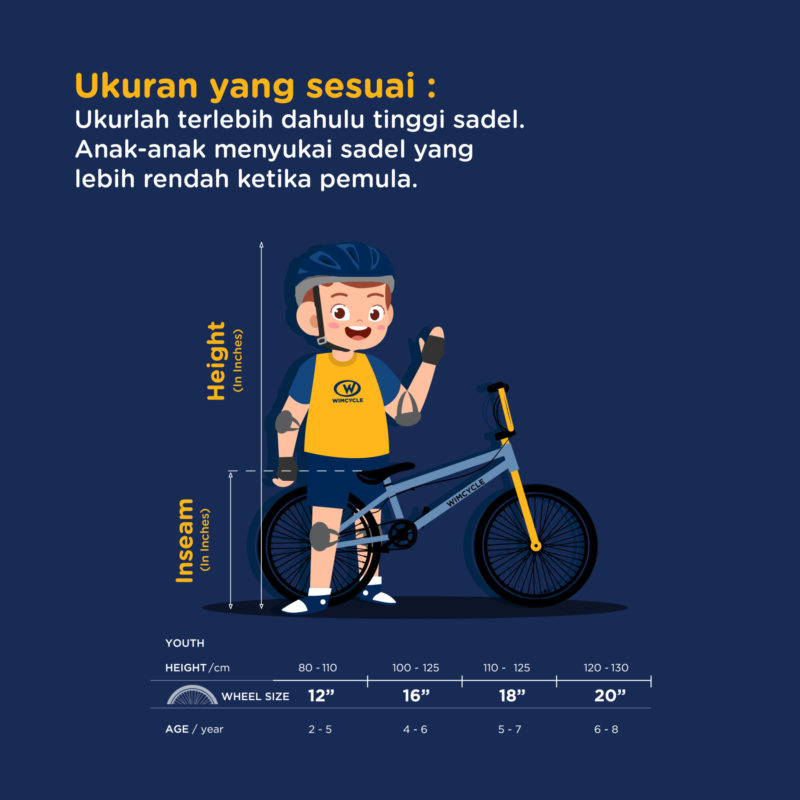 Ukuran yang sesuai :
Ukurlah terlebih dahulu tinggi sadel.
Anak-anak menyukai sadel yang
lebih rendah ketika pemula.
Height
(In Inches)
WIMCYCLE
WIMCYCLE
Inseam
(In Inches)
YOUTH
HEIGHT /cm 80 - 110 100 - 125 110 - 125 120 -130
WHEEL SIZE 12” 16” 18” 20”
AGE / year 2 - 5 4 - 6 5 - 7 6 - 8